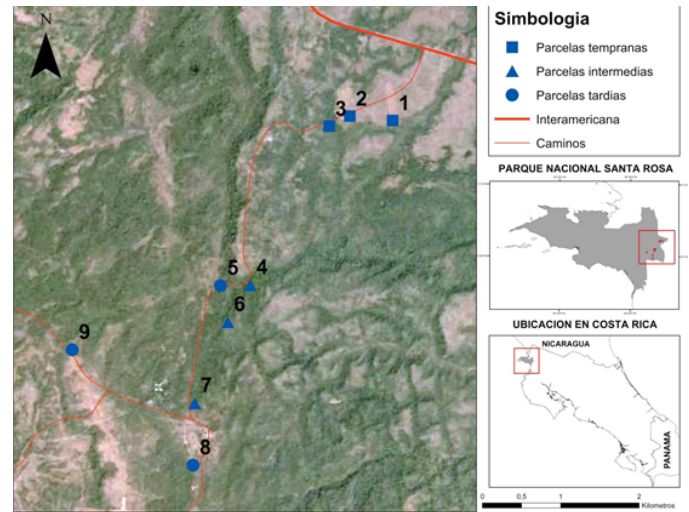 N
1
2
3
4
5
6
7
8
9
Simbologia
Parcelas tempranas
Parcelas intermedias
Parcelas tardias
Interamericana
Caminos
PARQUE NACIONAL SANTA ROSA
UBICACION EN COSTA RICA
NICARAGUA
PANAMA
0 0,5 1 2
Kilometros